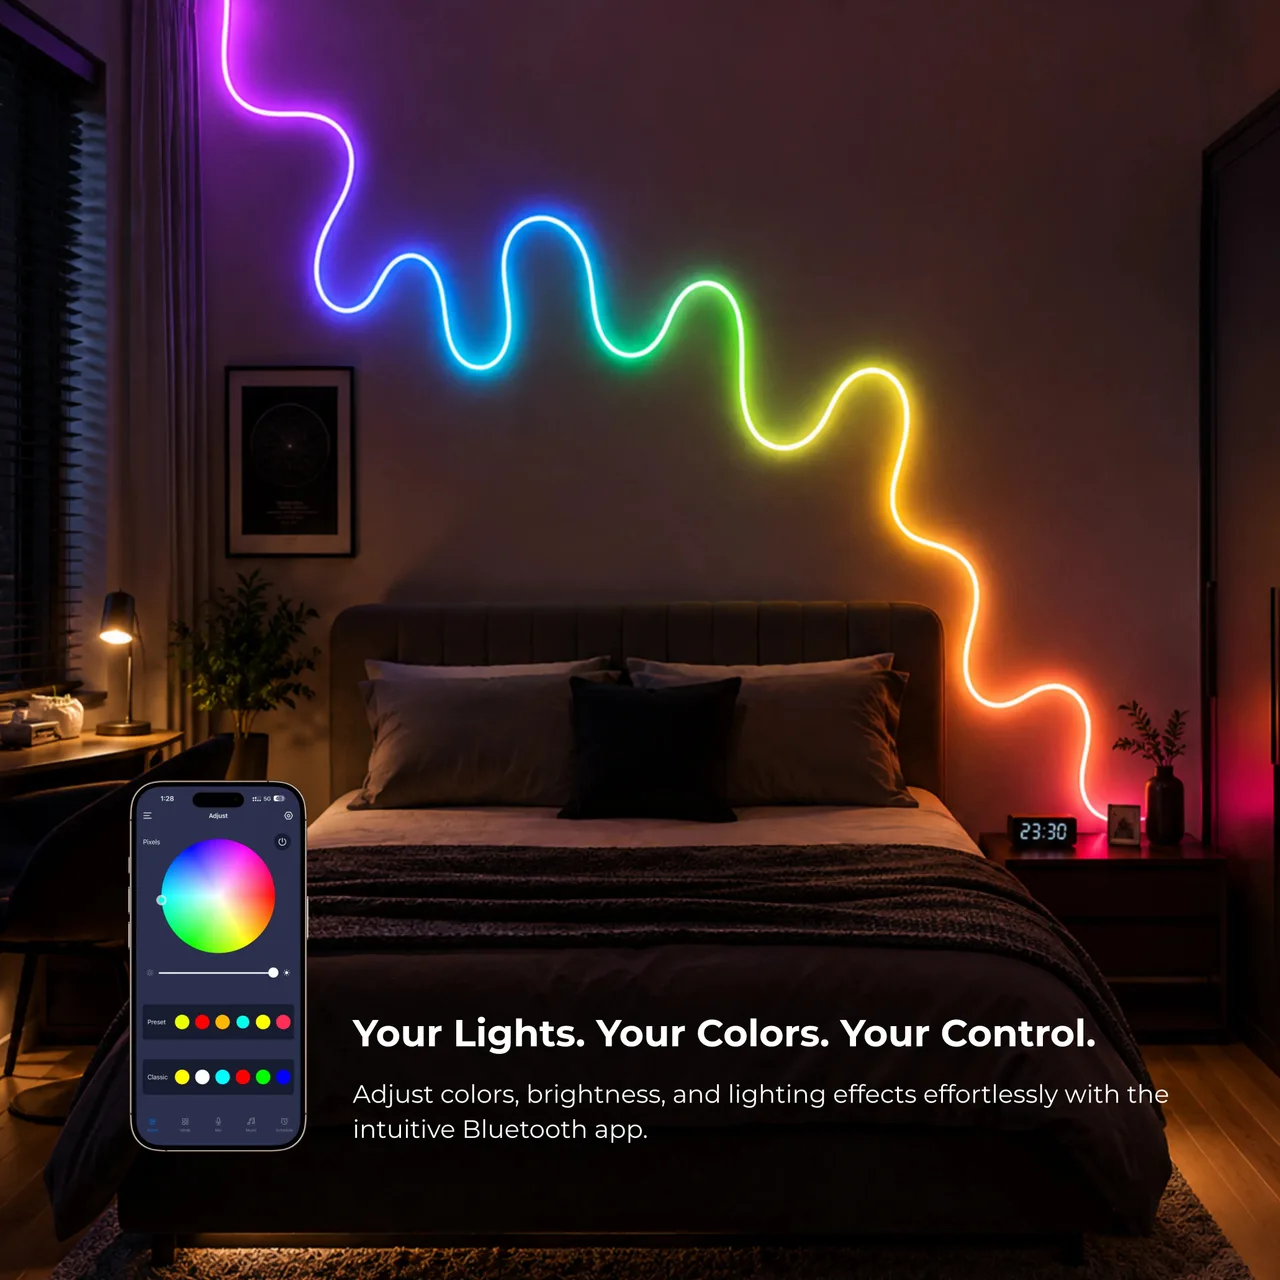 1:28
5G
Adjust
Pixels
23:30
Preset
Classic
Your Lights. Your Colors. Your Control.
Adjust colors, brightness, and lighting effects effortlessly with the
intuitive Bluetooth app.